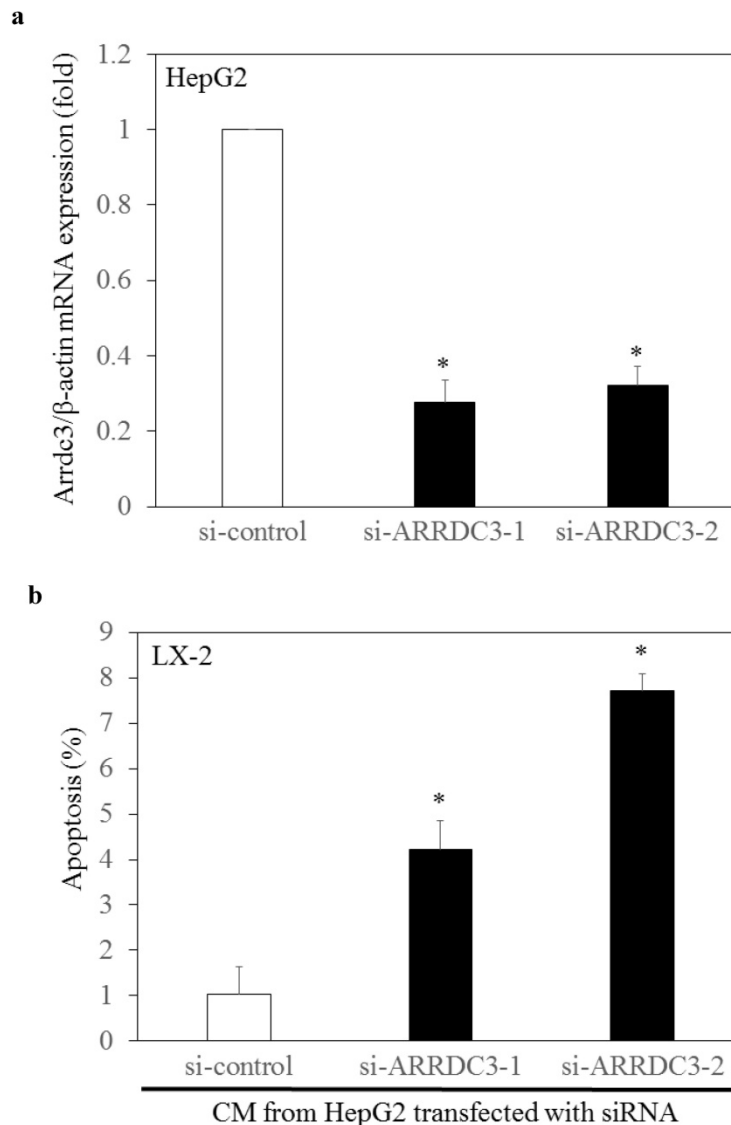 a
Arrdc3/β-actin mRNA expression (fold)
HepG2
1.2
1
0.8
0.6
0.4
0.2
0
*
*
si-control si-ARRDC3-1 si-ARRDC3-2
b
Apoptosis (%)
LX-2
9
8
7
6
5
4
3
2
1
0
*
*
si-control si-ARRDC3-1 si-ARRDC3-2
CM from HepG2 transfected with siRNA